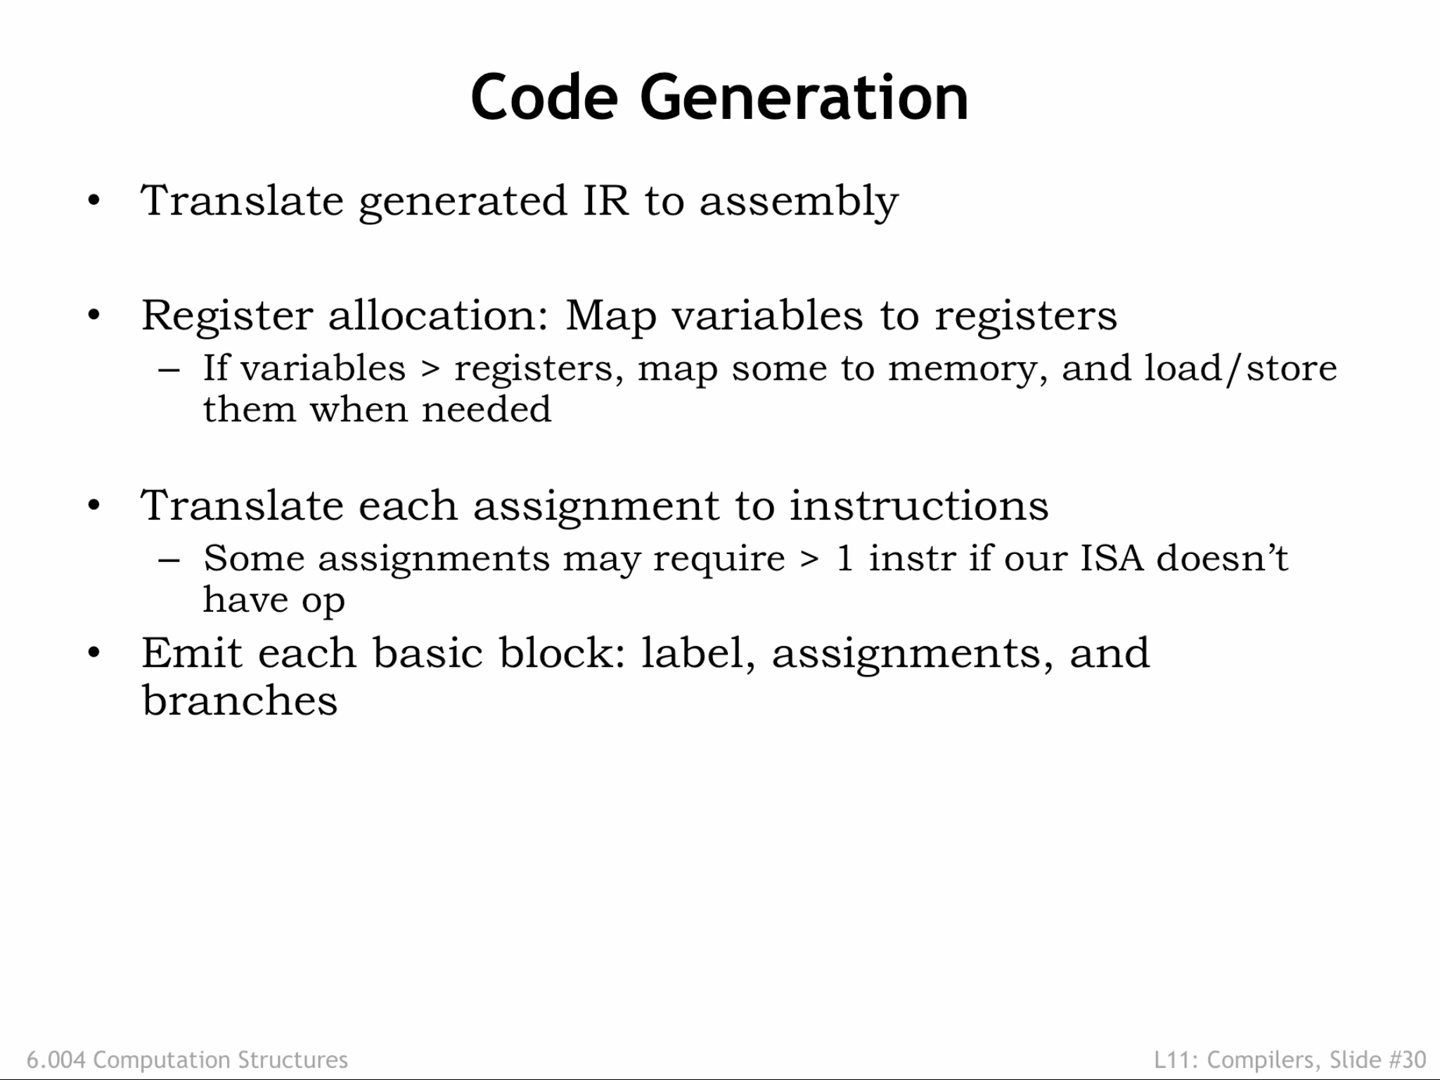 Code Generation
• Translate generated IR to assembly
• Register allocation: Map variables to registers
– If variables > registers, map some to memory, and load/store
them when needed
• Translate each assignment to instructions
– Some assignments may require > 1 instr if our ISA doesn’t
have op
• Emit each basic block: label, assignments, and
branches
6.004 Computation Structures
L11: Compilers, Slide #30